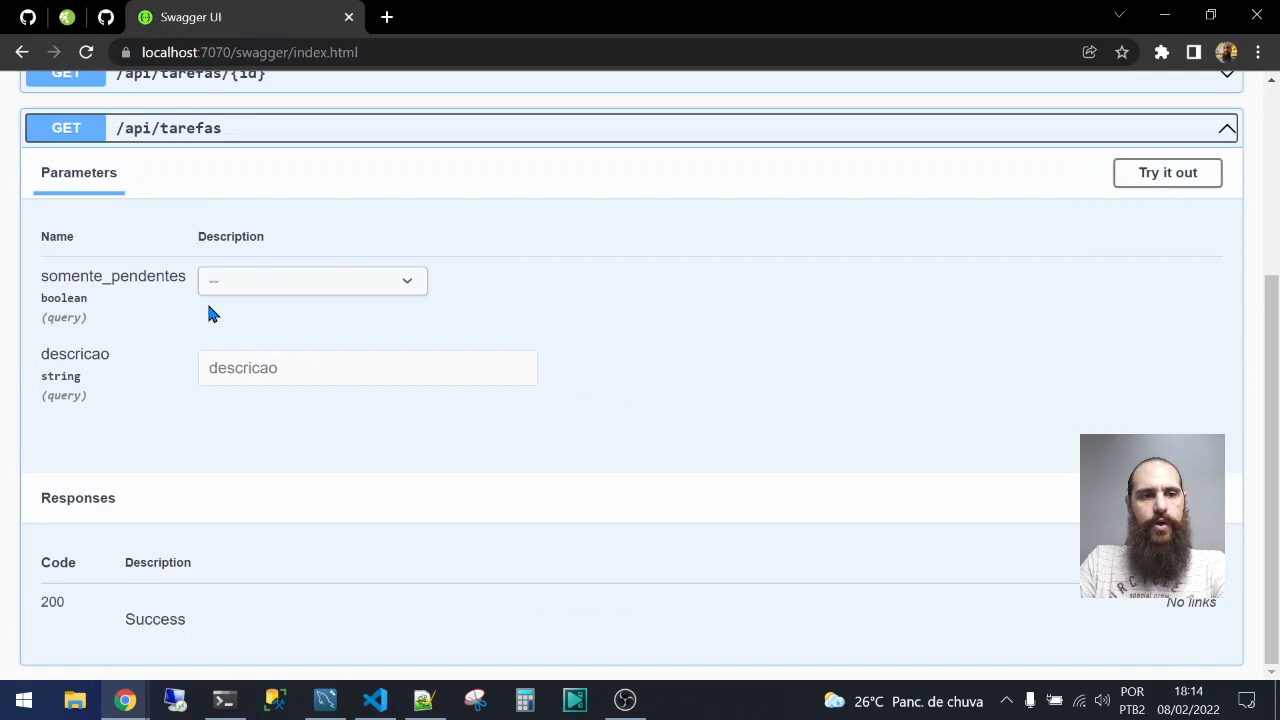 Swagger UI
localhost:7070/swagger/index.html
GET /api/tarefas/{id}
GET /api/tarefas
Parameters
Try it out
Name Description
somente_pendentes
boolean
(query)
--
descricao
string
(query)
descricao
Responses
Code Description
200
Success
No links
special crew
26°C Panc. de chuva
POR
PTB2
18:14
08/02/2022